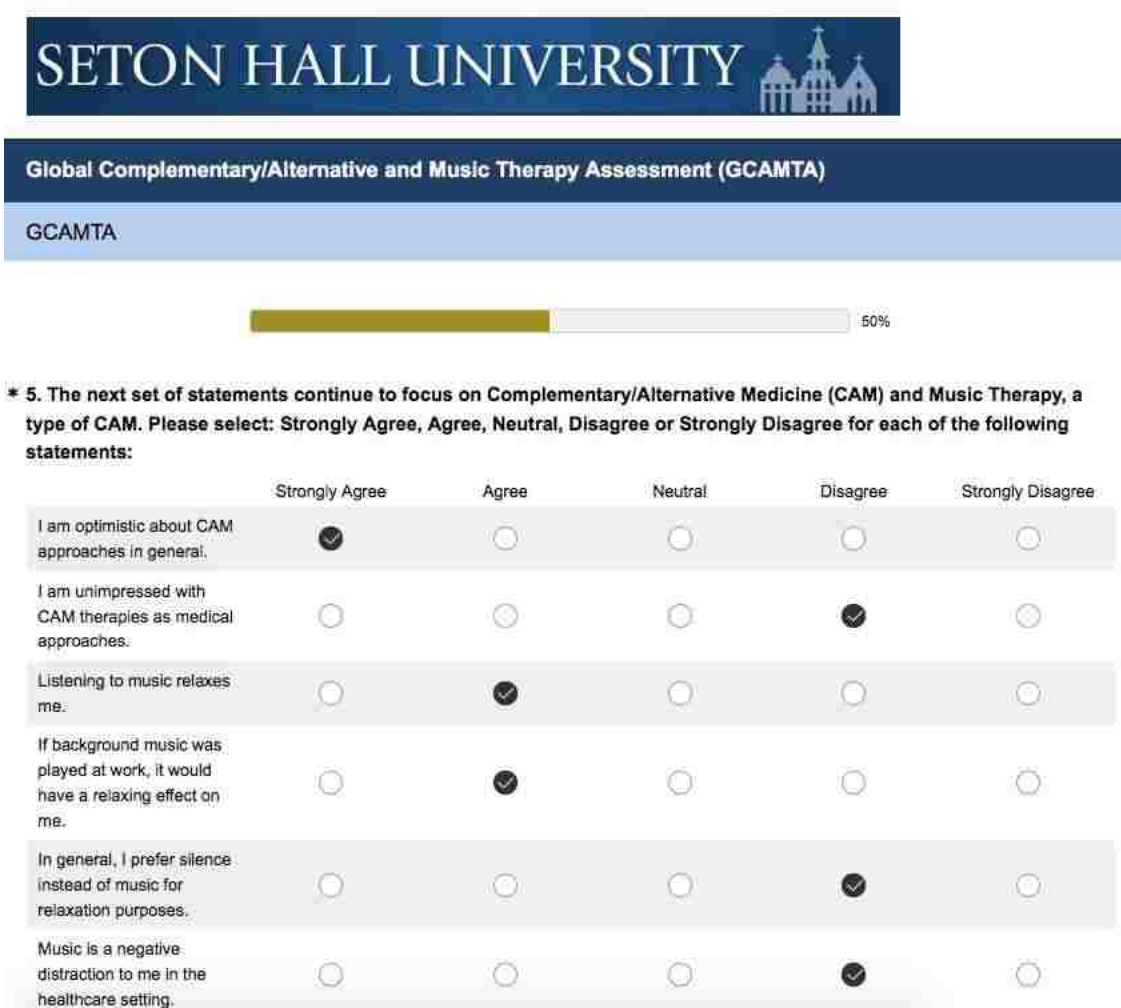 SETON HALL UNIVERSITY
Global Complementary/Alternative and Music Therapy Assessment (GCAMTA)
GCAMTA
50%
* 5. The next set of statements continue to focus on Complementary/Alternative Medicine (CAM) and Music Therapy, a
type of CAM. Please select: Strongly Agree, Agree, Neutral, Disagree or Strongly Disagree for each of the following
statements:
Strongly Agree Agree Neutral Disagree Strongly Disagree
I am optimistic about CAM
approaches in general.
I am unimpressed with
CAM therapies as medical
approaches.
Listening to music relaxes
me.
If background music was
played at work, it would
have a relaxing effect on
me.
In general, I prefer silence
instead of music for
relaxation purposes.
Music is a negative
distraction to me in the
healthcare setting.